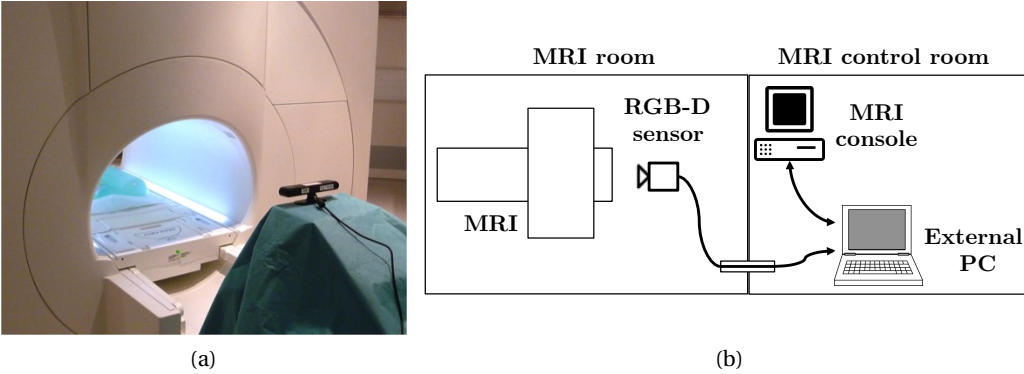 MRI room
MRI control room
RGB-D
sensor
MRI
MRI
console
External
PC
(a)
(b)